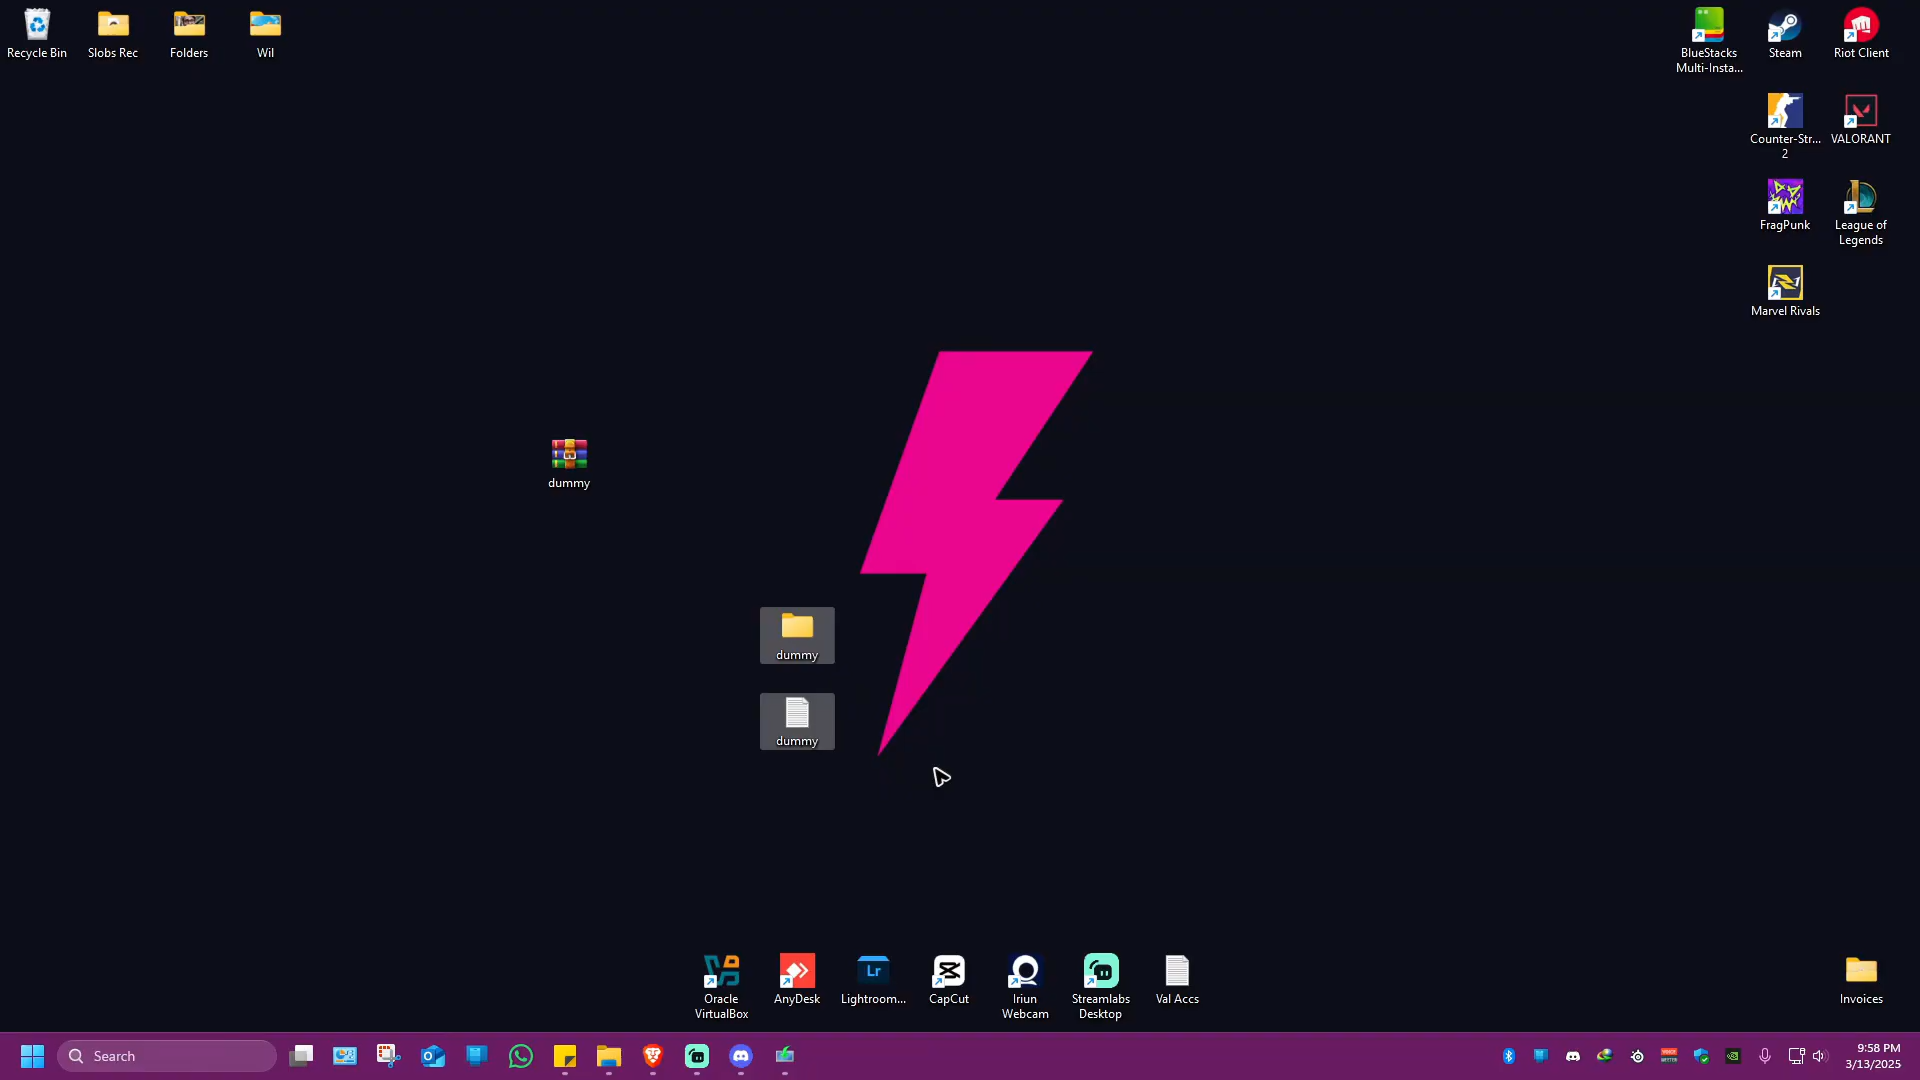 Recycle Bin
Slobs Rec
Folders
Wil
BlueStacks
Multi-Insta...
Steam
Riot Client
Counter-Str...
2
VALORANT
FragPunk
League of
Legends
Marvel Rivals
dummy
dummy
dummy
Oracle
VirtualBox
AnyDesk
Lr
Lightroom...
CapCut
Iriun
Webcam
Streamlabs
Desktop
Val Accs
Invoices
Search
9:58 PM
3/13/2025